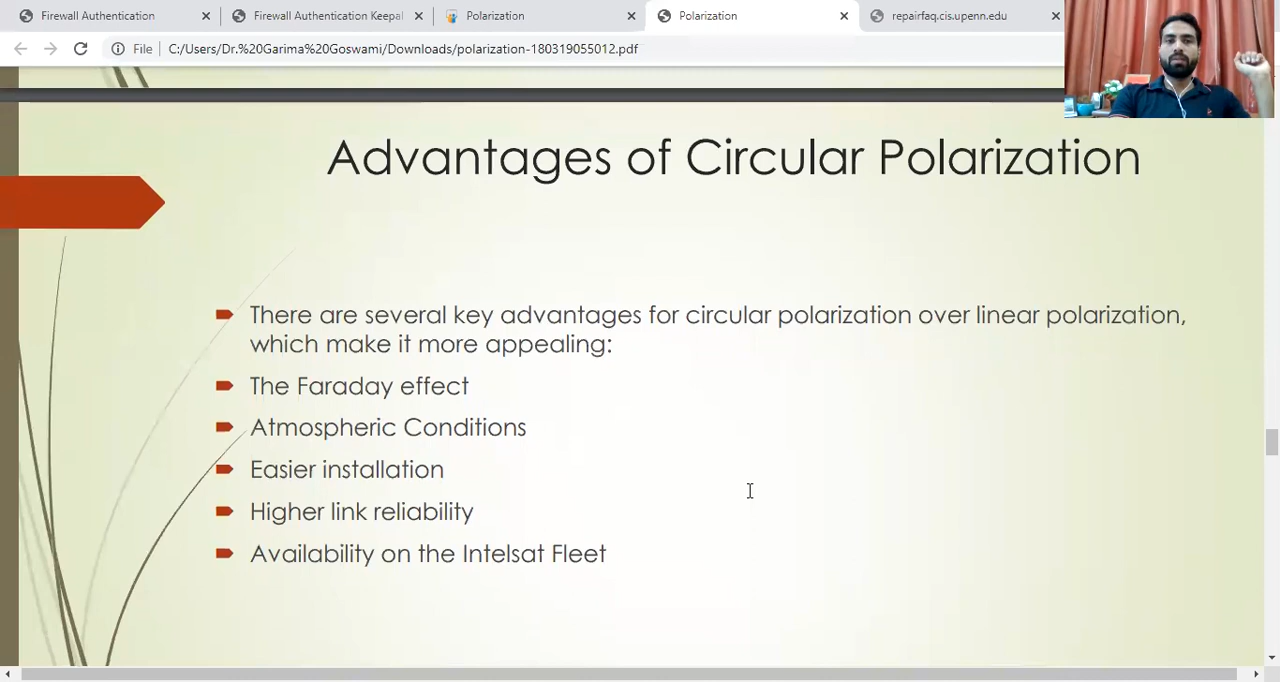 Firewall Authentication
Firewall Authentication Keepal
Polarization
Polarization
repairfaq.cis.upenn.edu
File
C:/Users/Dr.%20Garima%20Goswami/Downloads/polarization-180319055012.pdf
Advantages of Circular Polarization
There are several key advantages for circular polarization over linear polarization,
which make it more appealing:
The Faraday effect
Atmospheric Conditions
Easier installation
Higher link reliability
Availability on the Intelsat Fleet